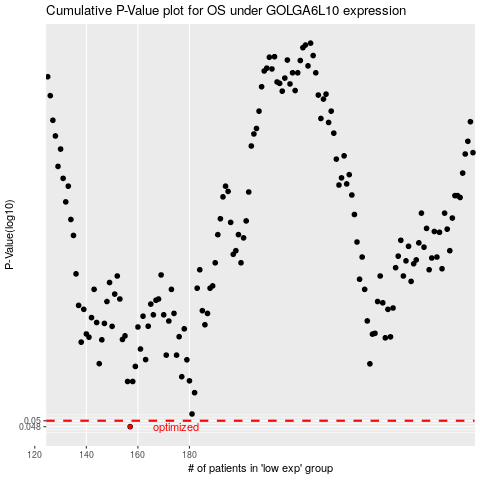 Cumulative P-Value plot for OS under GOLGA6L10 expression
P-Value(log10)
0.05
0.048
optimized
120 140 160 180
# of patients in 'low exp' group